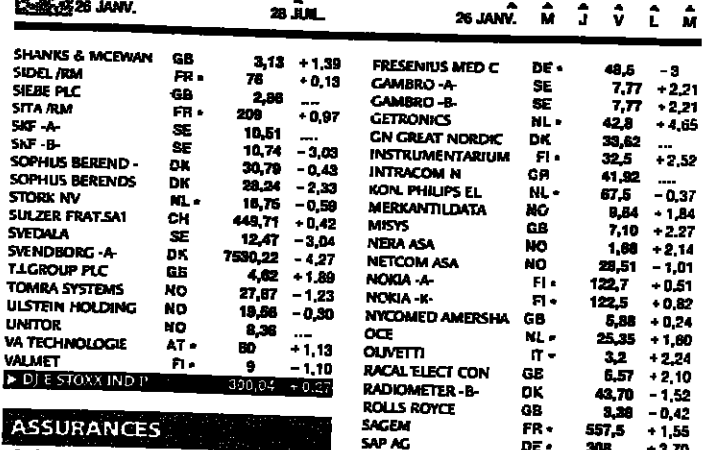 26 JANV.
28 JUIL.
SHANKS & MCEWAN GB 3,13 +1,39
SIDEL /RM FR • 76 +0,13
SIEBE PLC GB 2,86 ....
SITA /RM FR • 209 +0,97
SKF -A- SE 10,51 ....
SKF -B- SE 10,74 -3,03
SOPHUS BEREND - DK 30,79 -0,43
SOPHUS BERENDS DK 28,24 -2,33
STORK NV NL • 16,75 -0,59
SULZER FRAT.SA1 CH 449,71 +0,42
SVEDALA SE 12,47 -3,04
SVENDBORG -A- DK 7530,22 -4,27
T.I.GROUP PLC GB 4,62 +1,89
TOMRA SYSTEMS NO 27,87 -1,23
ULSTEIN HOLDING NO 19,56 -0,30
UNITOR NO 8,36 ....
VA TECHNOLOGIE AT • 80 +1,13
VALMET FI • 9 -1,10
▶ DJ E STOXX IND P 390,04 +0,27
ASSURANCES
26 JANV. M J V L M
FRESENIUS MED C DE • 48,5 -3
GAMBRO -A- SE 7,77 +2,21
GAMBRO -B- SE 7,77 +2,21
GETRONICS NL • 42,8 +4,65
GN GREAT NORDIC DK 33,62 ...
INSTRUMENTARIUM FI • 32,5 +2,52
INTRACOM N GR 41,92 ....
KON. PHILIPS EL NL • 67,5 -0,37
MERKANTILDATA NO 9,64 +1,84
MISYS GB 7,10 +2,27
NERA ASA NO 1,68 +2,14
NETCOM ASA NO 28,51 -1,01
NOKIA -A- FI • 122,7 +0,51
NOKIA -K- FI • 122,5 +0,82
NYCOMED AMERSHA GB 5,88 +0,24
OCE NL • 25,35 +1,60
OLIVETTI IT • 3,2 +2,24
RACAL ELECT CON GB 6,57 +2,10
RADIOMETER -B- DK 43,70 -1,52
ROLLS ROYCE GB 3,38 -0,42
SAGEM FR • 557,5 +1,55
SAP AG DE • 308 +2,70